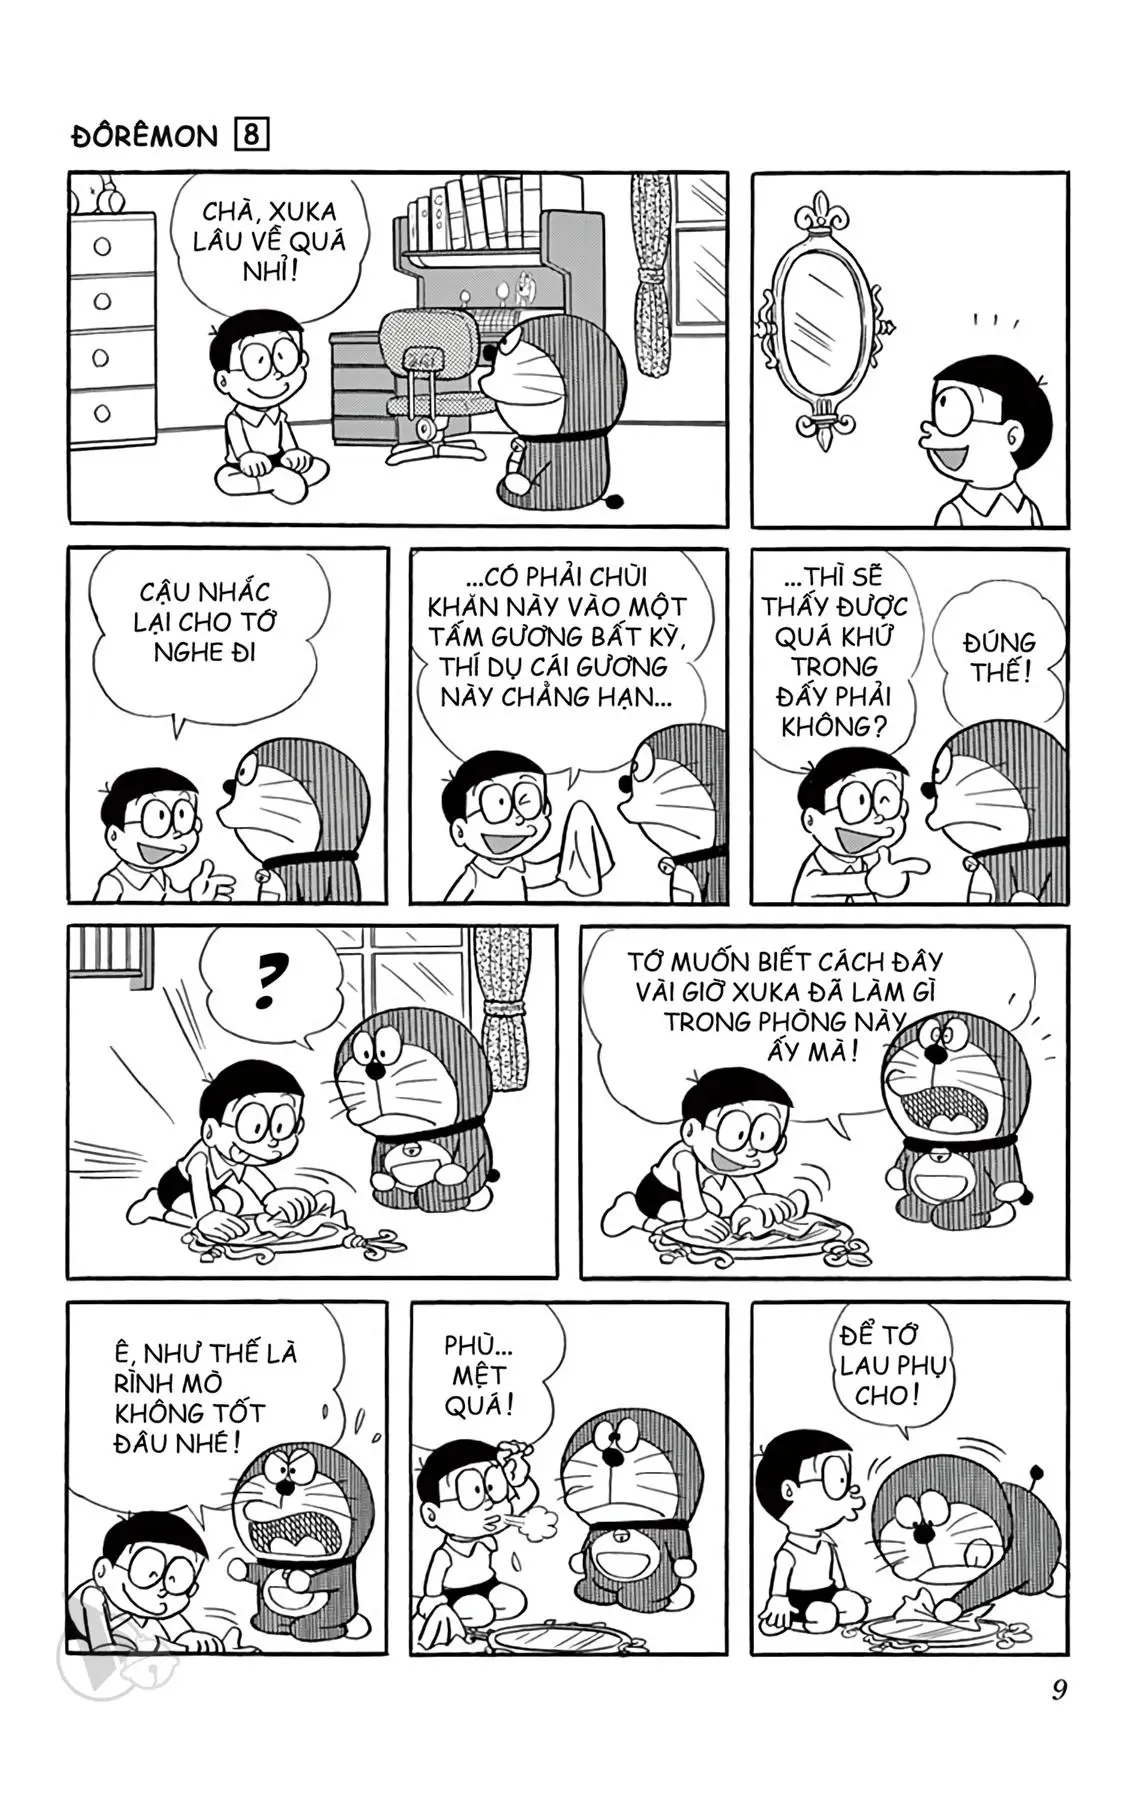 ĐÔRÊMON 8
CHÀ, XUKA
LÂU VỀ QUÁ
NHỈ!
CẬU NHẮC
LẠI CHO TỚ
NGHE ĐI
...CÓ PHẢI CHÙI
KHĂN NÀY VÀO MỘT
TẤM GƯƠNG BẤT KỲ,
THÍ DỤ CÁI GƯƠNG
NÀY CHẲNG HẠN...
...THÌ SẼ
THẤY ĐƯỢC
QUÁ KHỨ
TRONG
ĐẤY PHẢI
KHÔNG?
ĐÚNG
THẾ!
?
TỚ MUỐN BIẾT CÁCH ĐÂY
VÀI GIỜ XUKA ĐÃ LÀM GÌ
TRONG PHÒNG NÀY
ẤY MÀ!
Ê, NHƯ THẾ LÀ
RÌNH MÒ
KHÔNG TỐT
ĐÂU NHÉ!
PHÙ...
MỆT
QUÁ!
ĐỂ TỚ
LAU PHỤ
CHO!
9